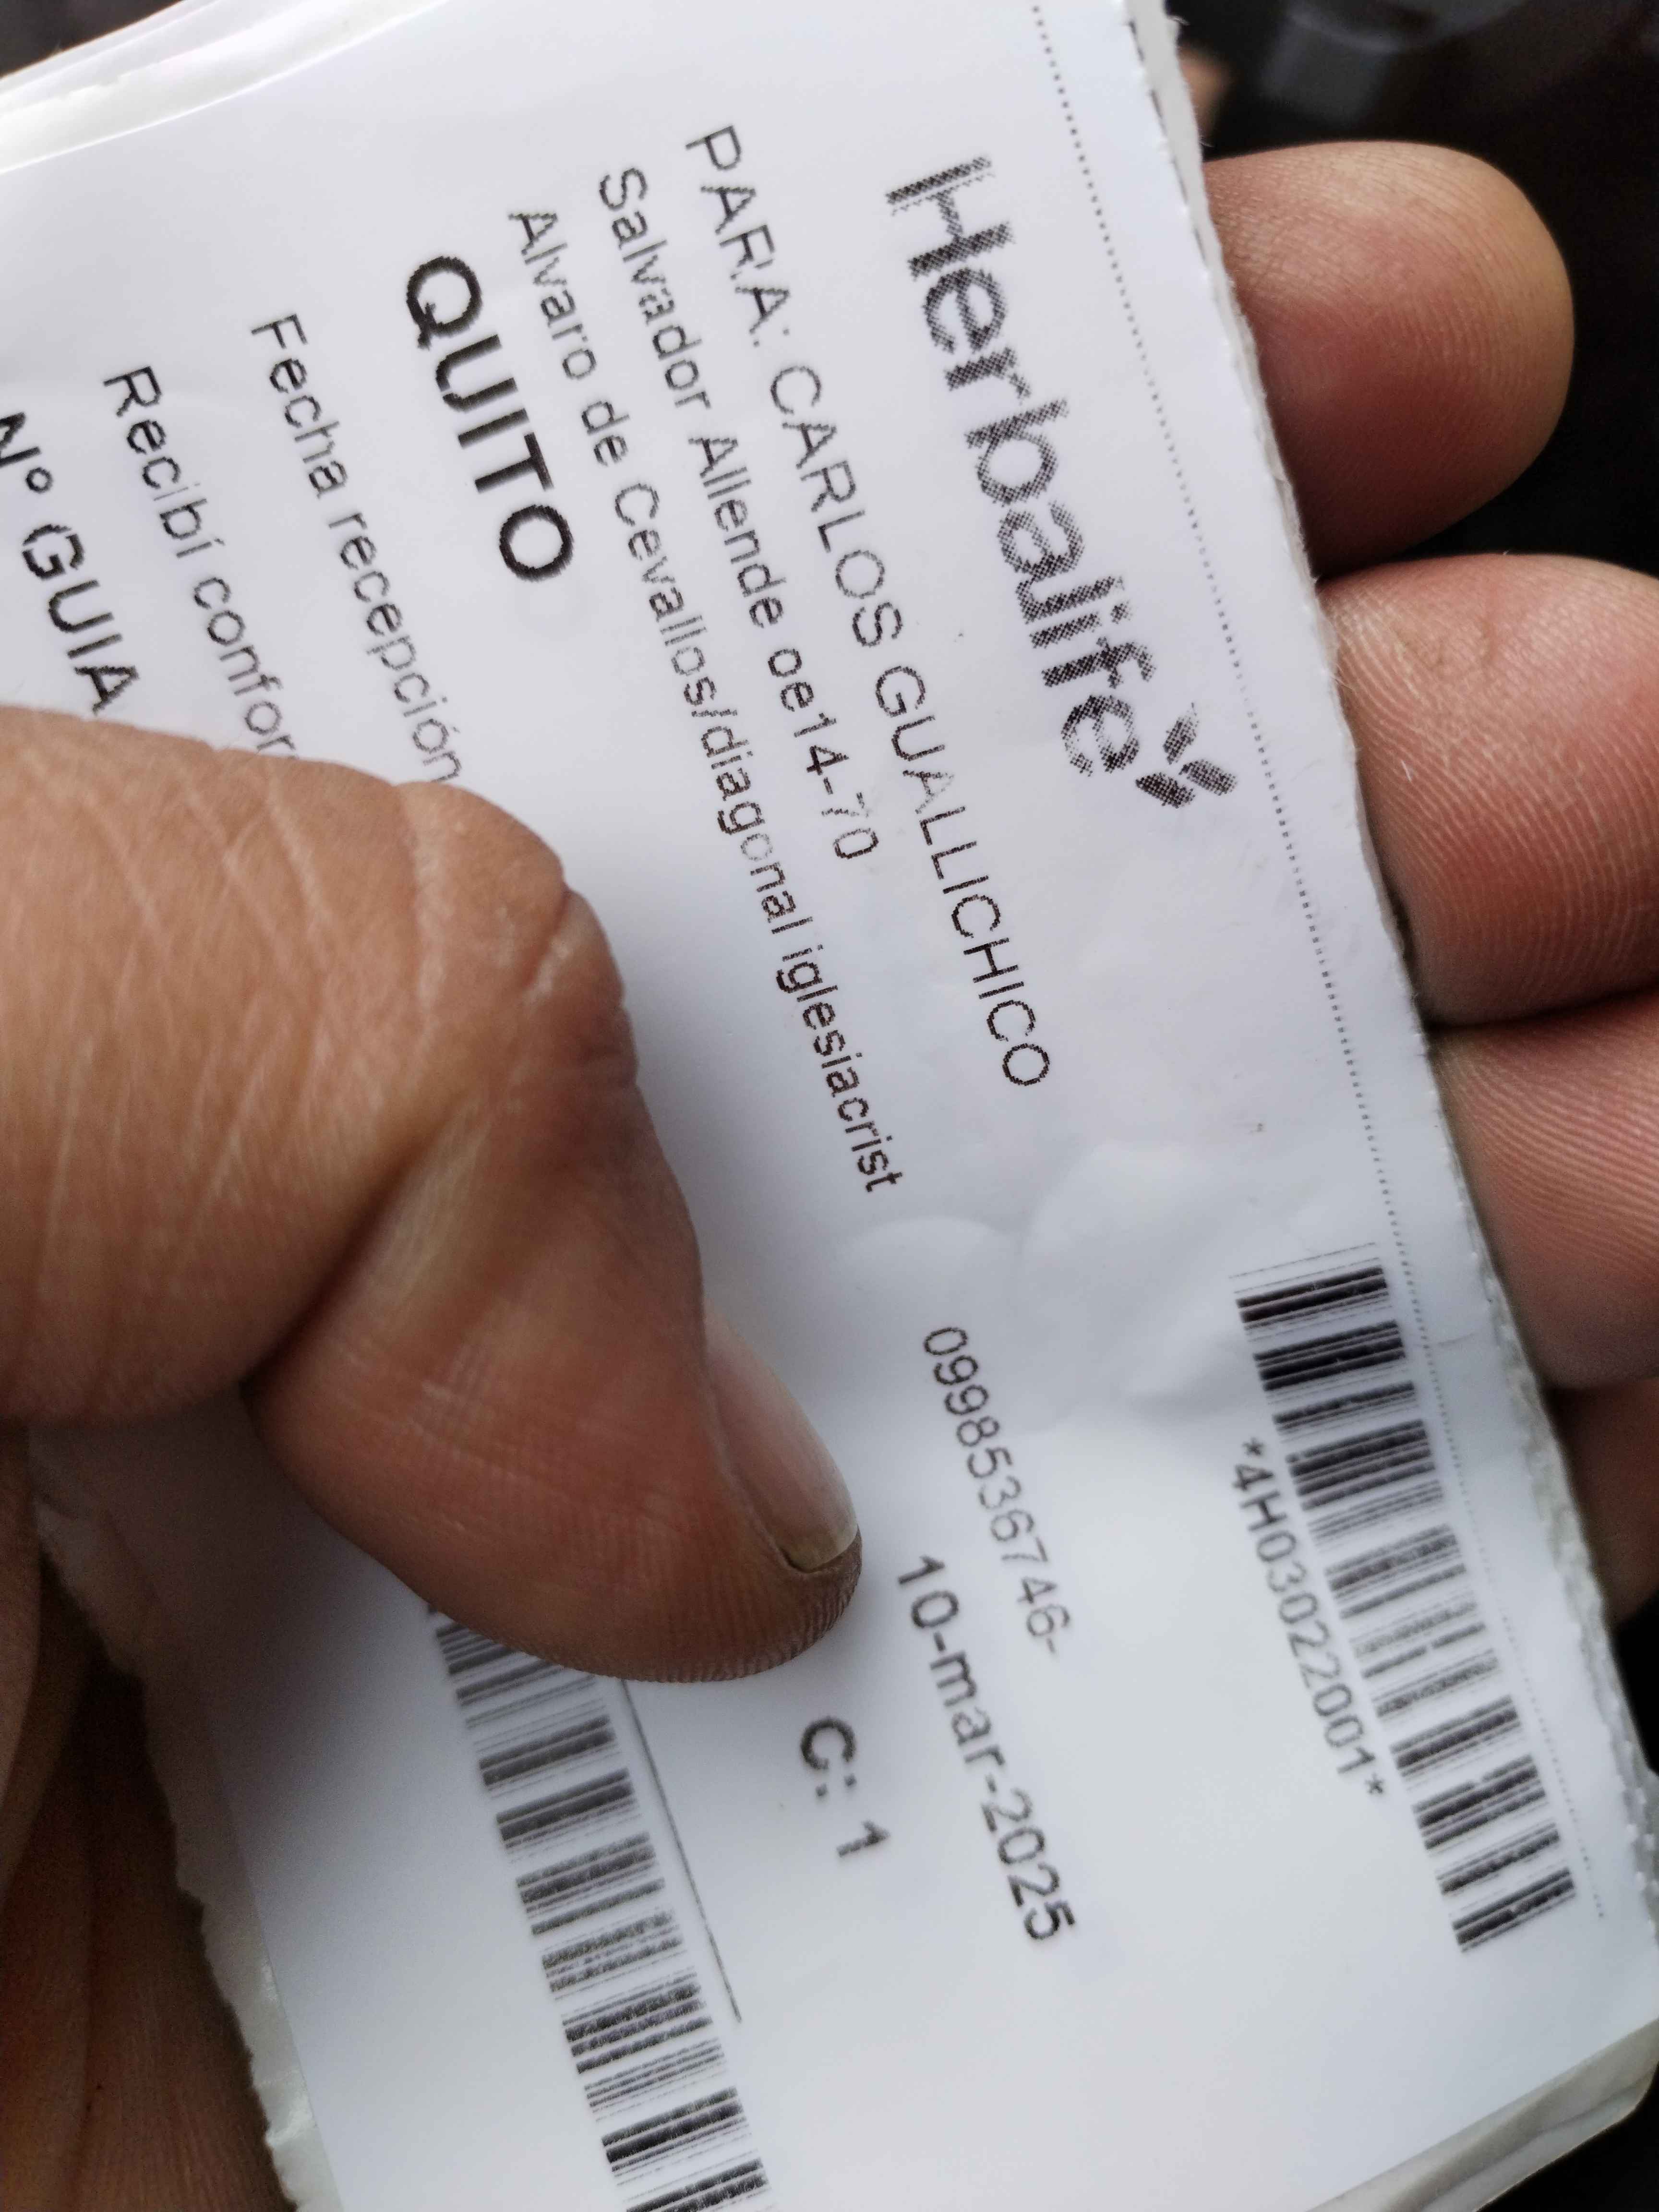 Herbalife
*4H03022001*
PARA: CARLOS GUALLICHICO
0998536746-
Salvador Allende oe14-70
Alvaro de Cevallos/diagonal iglesiacrist
10-mar-2025
QUITO
C: 1
Fecha recepción
Recibí confor
N° GUIA